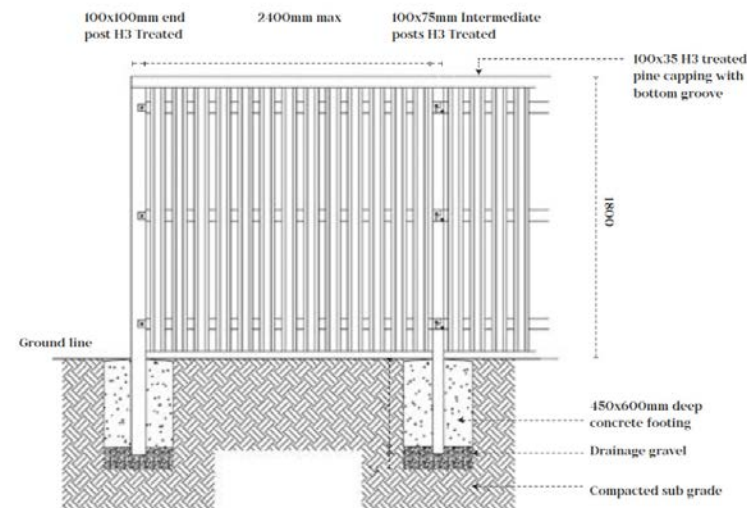 100x100mm end
post H3 Treated
2400mm max
100x75mm Intermediate
posts H3 Treated
100x35 H3 treated
pine capping with
bottom groove
1800
Ground line
450x600mm deep
concrete footing
Drainage gravel
Compacted sub grade